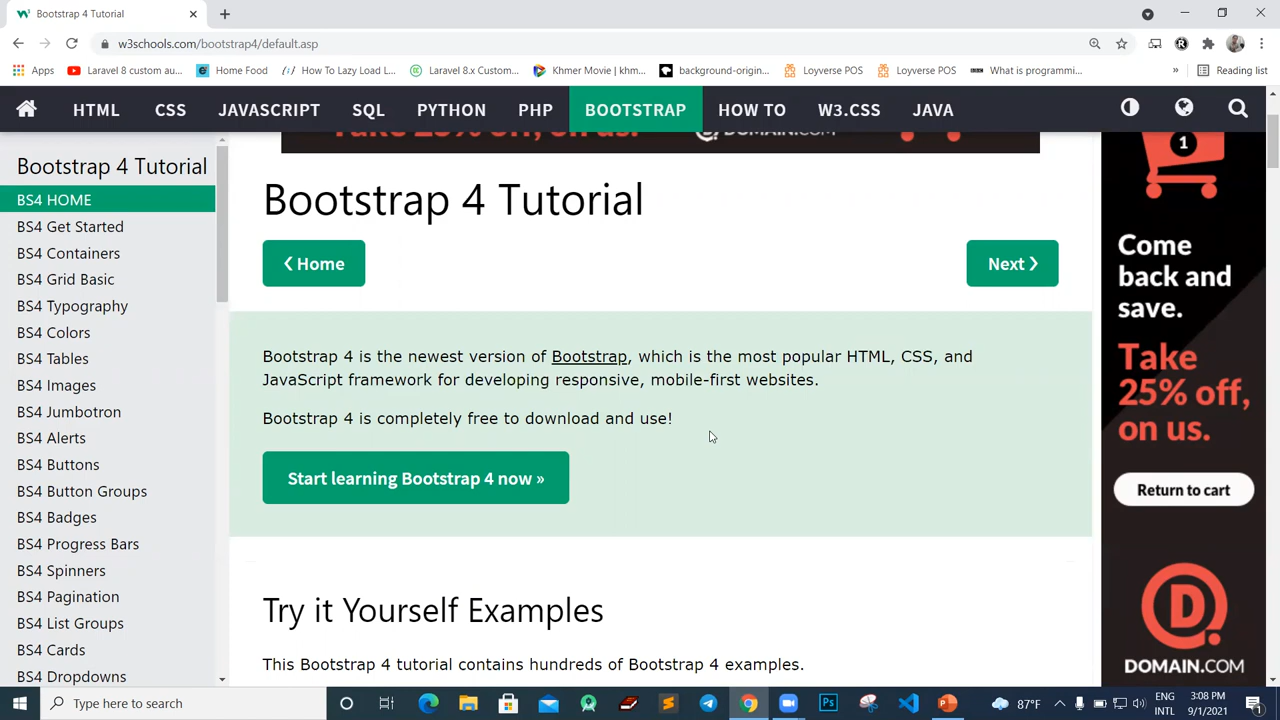 Bootstrap 4 Tutorial
w3schools.com/bootstrap4/default.asp
Apps Laravel 8 custom au... Home Food How To Lazy Load L... Laravel 8.x Custom... Khmer Movie | khm... background-origin... Loyverse POS Loyverse POS What is programmi... » Reading list
HTML CSS JAVASCRIPT SQL PYTHON PHP BOOTSTRAP HOW TO W3.CSS JAVA
Take 25% off, on us. DOMAIN.COM
Bootstrap 4 Tutorial
BS4 HOME
BS4 Get Started
BS4 Containers
BS4 Grid Basic
BS4 Typography
BS4 Colors
BS4 Tables
BS4 Images
BS4 Jumbotron
BS4 Alerts
BS4 Buttons
BS4 Button Groups
BS4 Badges
BS4 Progress Bars
BS4 Spinners
BS4 Pagination
BS4 List Groups
BS4 Cards
BS4 Dropdowns
Bootstrap 4 Tutorial
❮ Home Next ❯
Bootstrap 4 is the newest version of Bootstrap, which is the most popular HTML, CSS, and
JavaScript framework for developing responsive, mobile-first websites.
Bootstrap 4 is completely free to download and use!
Start learning Bootstrap 4 now »
Try it Yourself Examples
This Bootstrap 4 tutorial contains hundreds of Bootstrap 4 examples.
1
Come
back and
save.
Take
25% off,
on us.
Return to cart
D
DOMAIN.COM
Type here to search
87°F
ENG
INTL
3:08 PM
9/1/2021